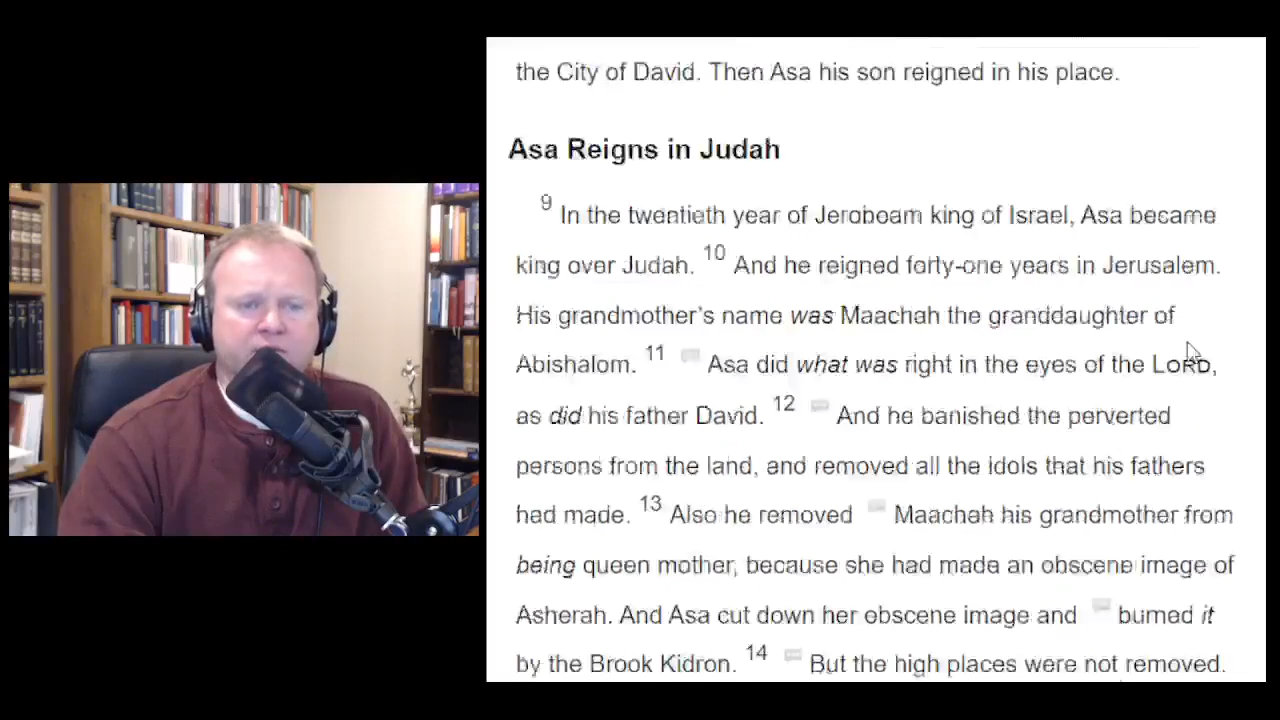 the City of David. Then Asa his son reigned in his place.
Asa Reigns in Judah
9 In the twentieth year of Jeroboam king of Israel, Asa became
king over Judah. 10 And he reigned forty-one years in Jerusalem.
His grandmother’s name was Maachah the granddaughter of
Abishalom. 11 Asa did what was right in the eyes of the LORD,
as did his father David. 12 And he banished the perverted
persons from the land, and removed all the idols that his fathers
had made. 13 Also he removed Maachah his grandmother from
being queen mother, because she had made an obscene image of
Asherah. And Asa cut down her obscene image and burned it
by the Brook Kidron. 14 But the high places were not removed.